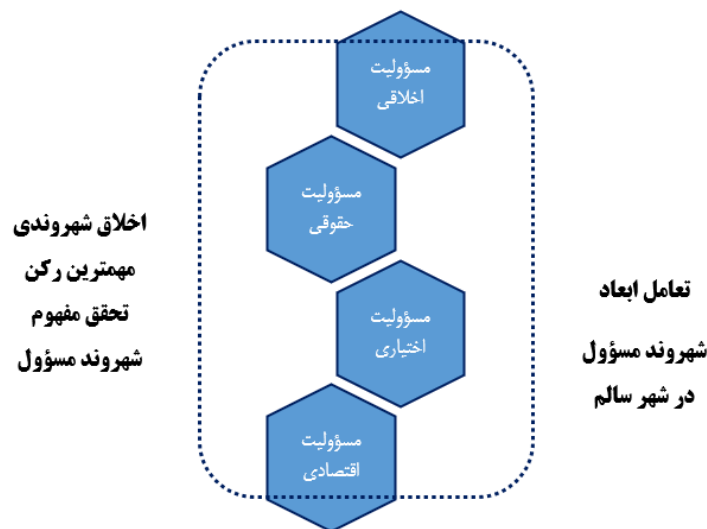 مسؤولیت
اخلاقی
مسؤولیت
حقوقی
مسؤولیت
اختیاری
مسؤولیت
اقتصادی
تعامل ابعاد
شهروند مسؤول
در شهر سالم
اخلاق شهروندی
مهمترین رکن
تحقق مفهوم
شهروند مسؤول